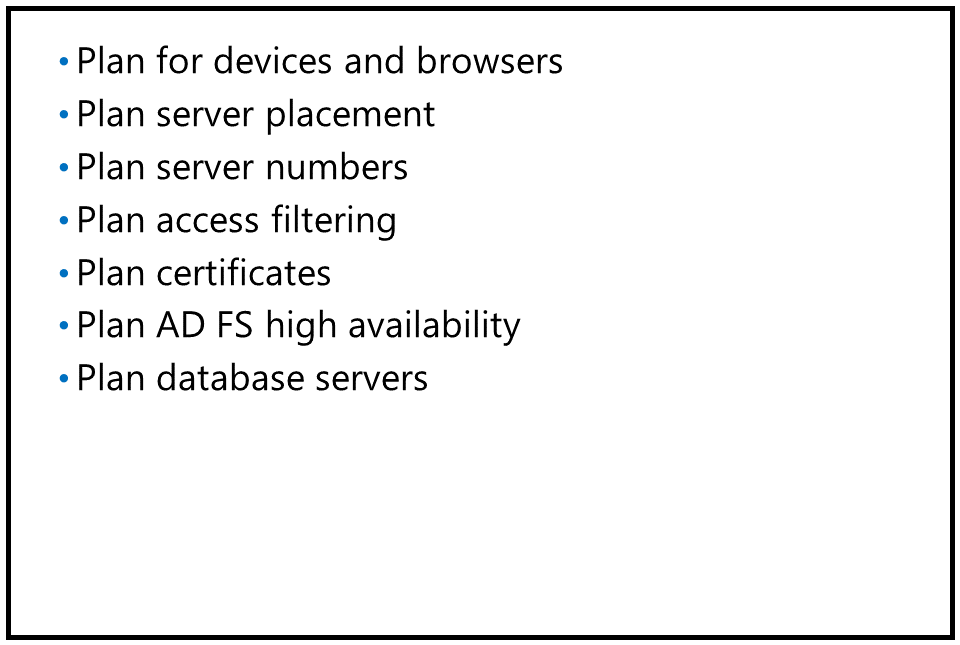 • Plan for devices and browsers
• Plan server placement
• Plan server numbers
• Plan access filtering
• Plan certificates
• Plan AD FS high availability
• Plan database servers